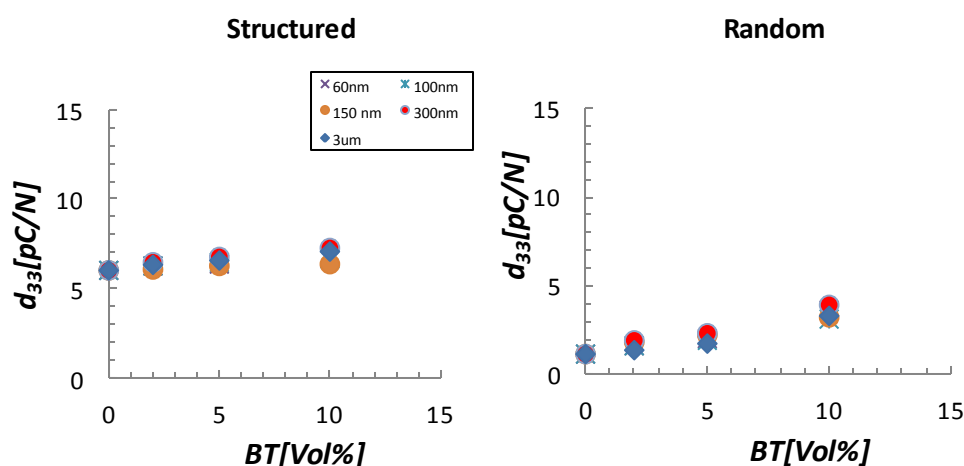 Structured
Random
60nm 100nm
150 nm 300nm
3um
15
10
5
0
d33[pC/N]
0 5 10 15
BT[Vol%]
15
10
5
0
d33[pC/N]
0 5 10 15
BT[Vol%]